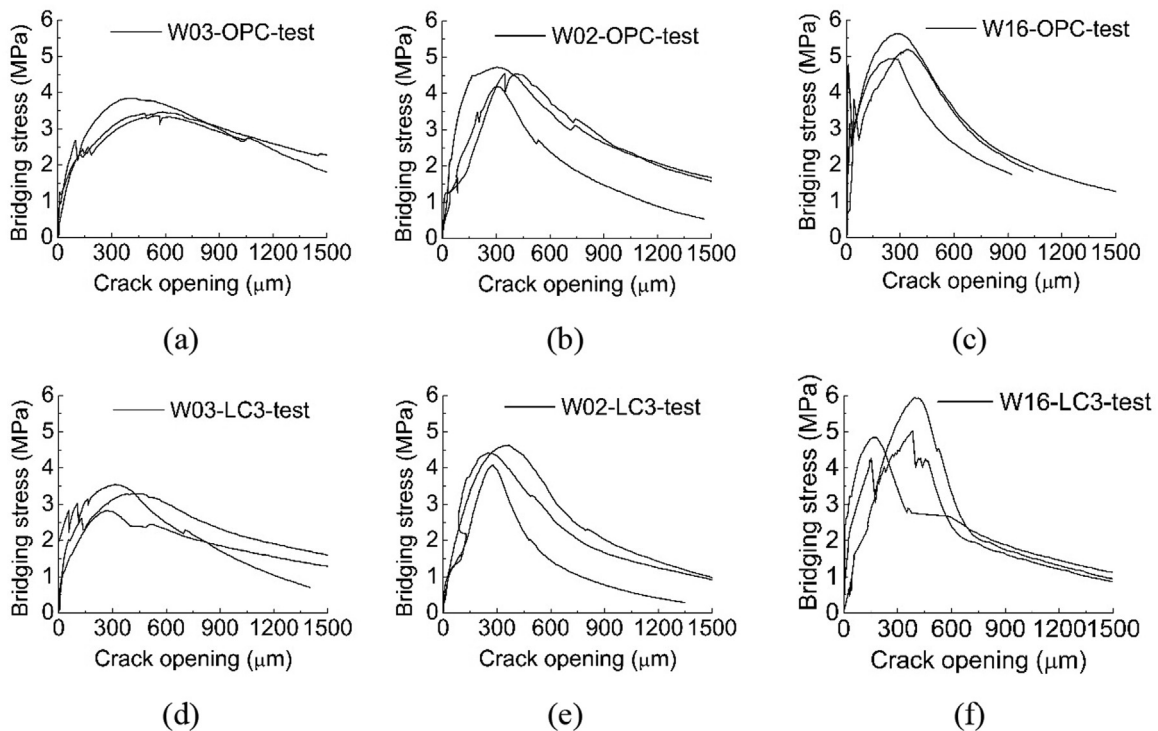 W03-OPC-test
Bridging stress (MPa)
6
5
4
3
2
1
0
0 300 600 900 1200 1500
Crack opening (μm)
(a)
W02-OPC-test
Bridging stress (MPa)
6
5
4
3
2
1
0
0 300 600 900 1200 1500
Crack opening (μm)
(b)
W16-OPC-test
Bridging stress (MPa)
6
5
4
3
2
1
0
0 300 600 900 1200 1500
Crack opening (μm)
(c)
W03-LC3-test
Bridging stress (MPa)
6
5
4
3
2
1
0
0 300 600 900 1200 1500
Crack opening (μm)
(d)
W02-LC3-test
Bridging stress (MPa)
6
5
4
3
2
1
0
0 300 600 900 1200 1500
Crack opening (μm)
(e)
W16-LC3-test
Bridging stress (MPa)
6
5
4
3
2
1
0
0 300 600 900 1200 1500
Crack opening (μm)
(f)